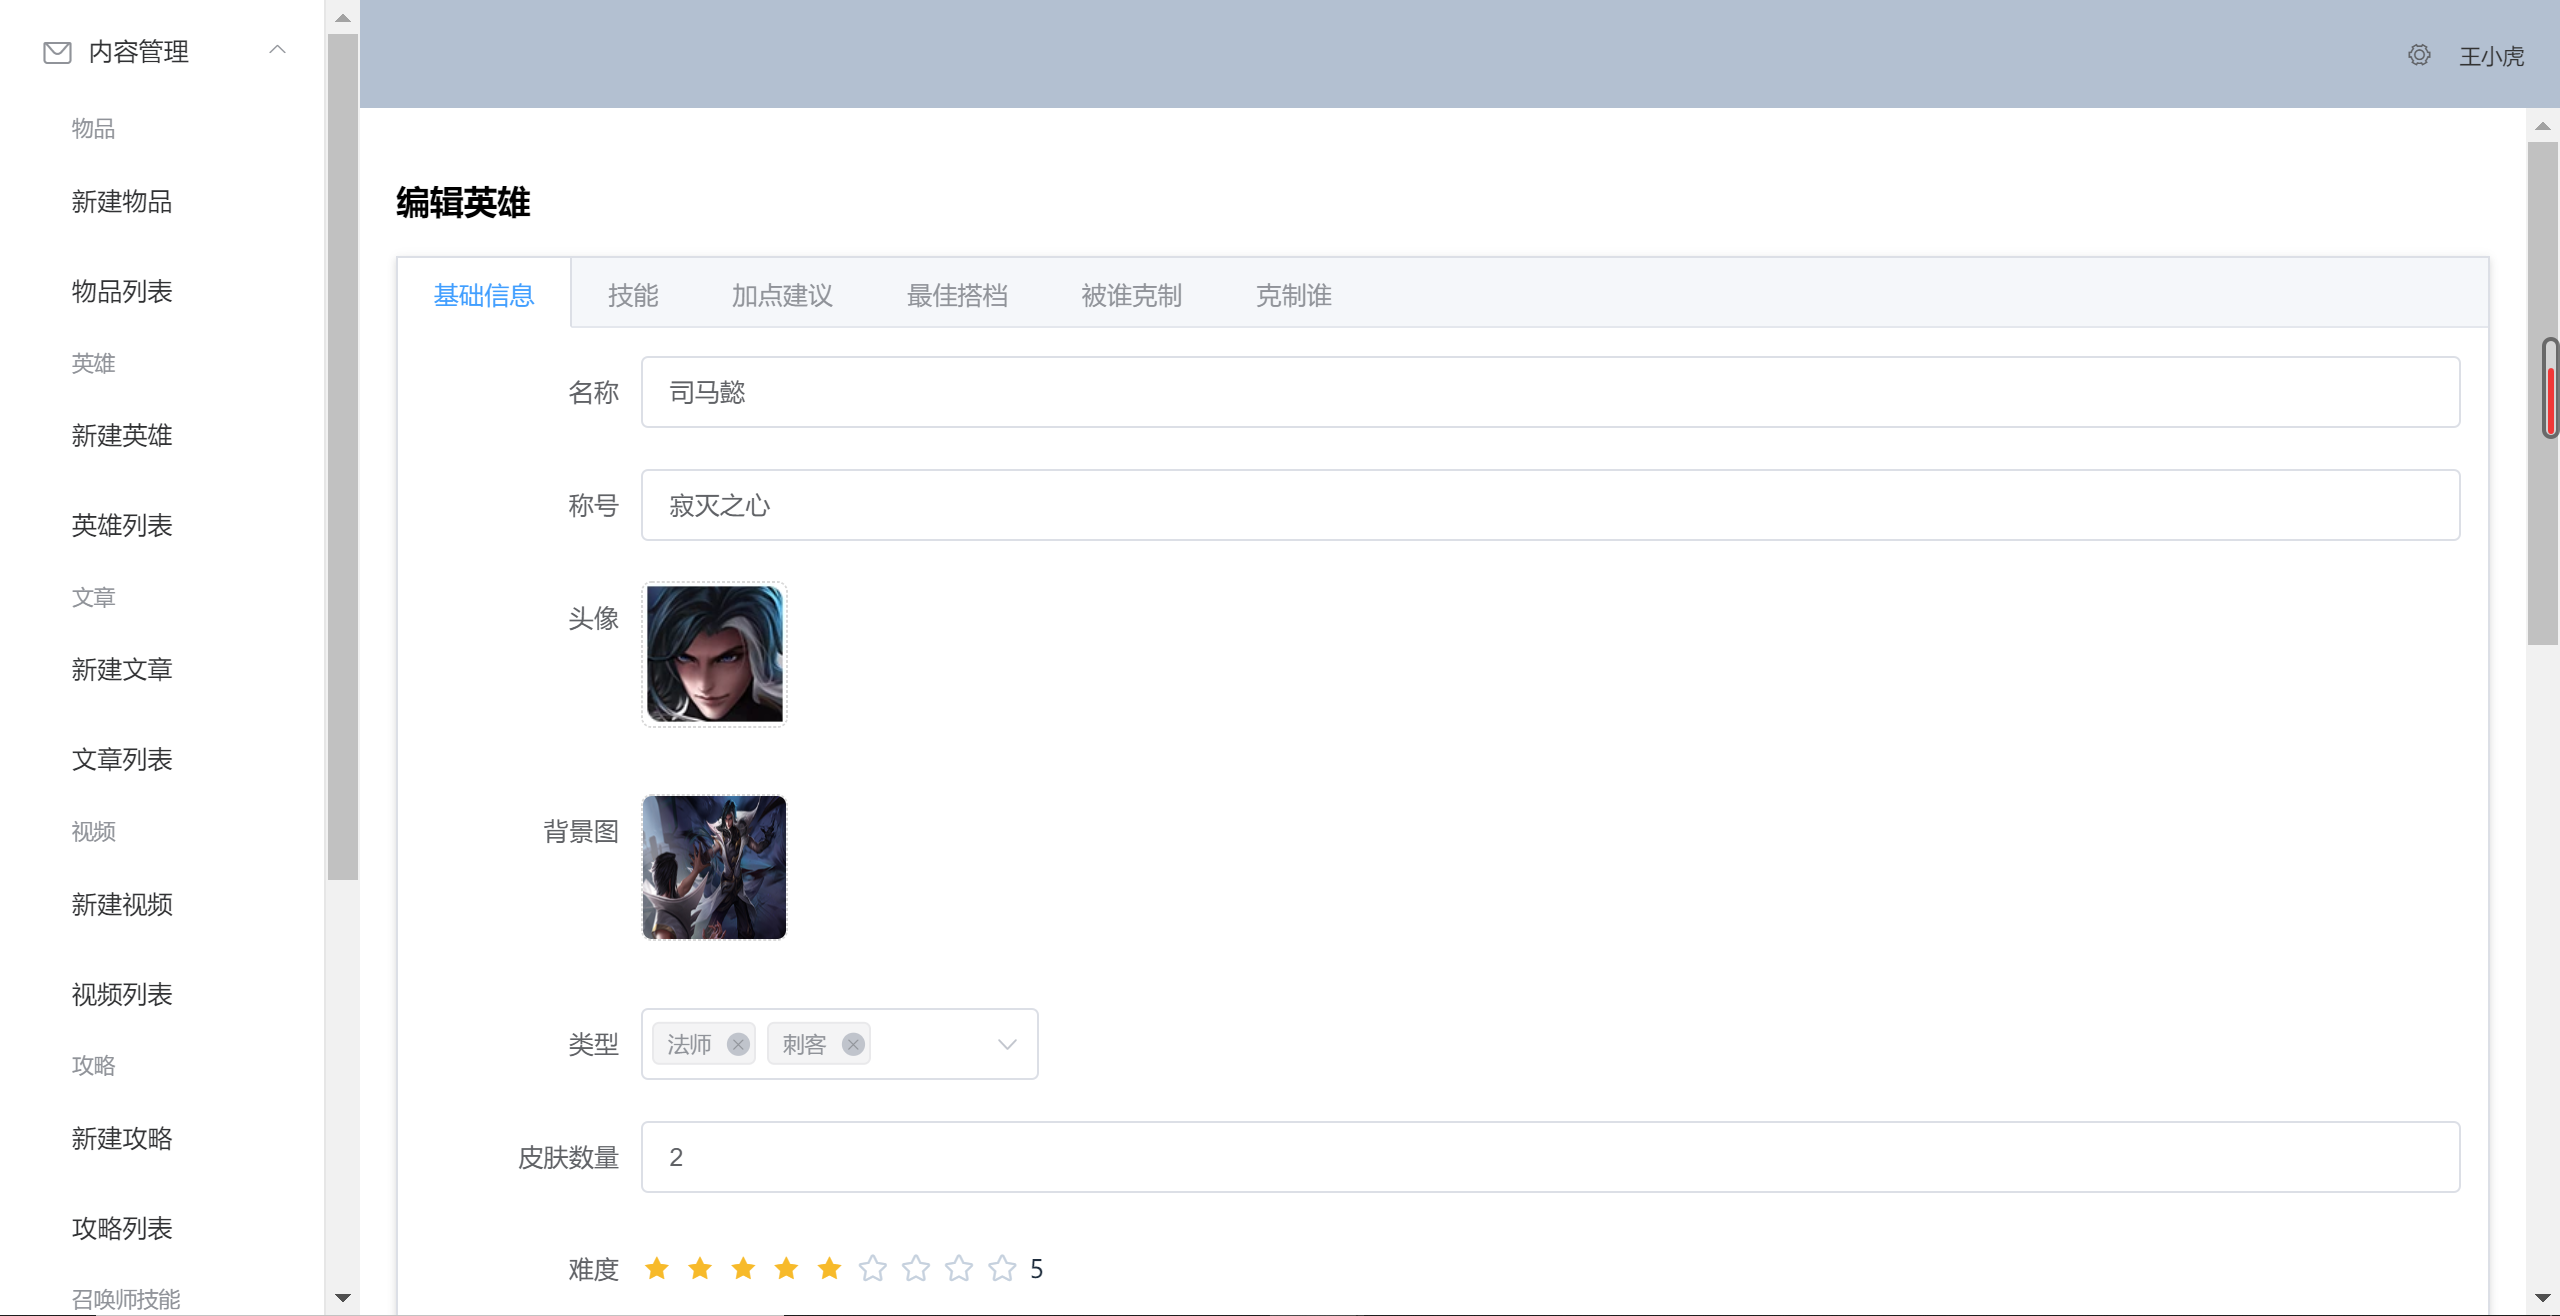 内容管理
物品
新建物品
物品列表
英雄
新建英雄
英雄列表
文章
新建文章
文章列表
视频
新建视频
视频列表
攻略
新建攻略
攻略列表
召唤师技能
王小虎
编辑英雄
基础信息 技能 加点建议 最佳搭档 被谁克制 克制谁
名称 司马懿
称号 寂灭之心
头像
背景图
类型 法师 刺客
皮肤数量 2
难度 5